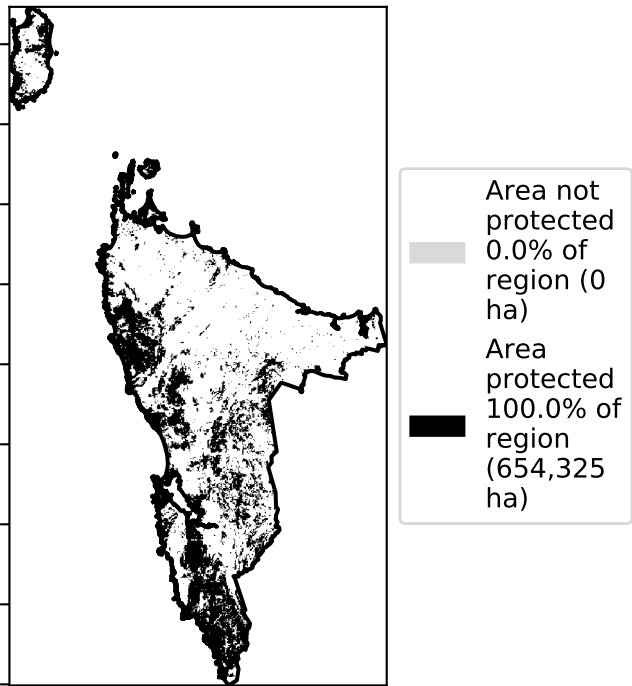 Area not
protected
0.0% of
region (0
ha)
Area
protected
100.0% of
region
(654,325
ha)